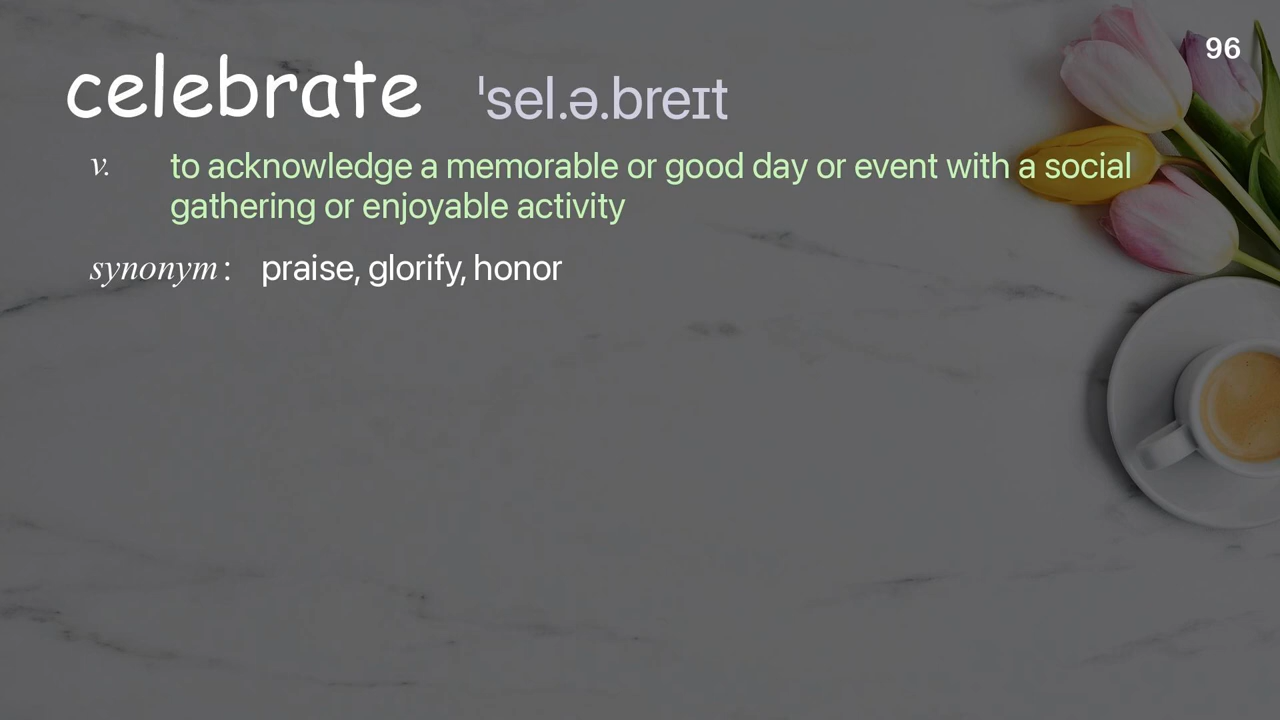 96
celebrate ˈsel.ə.breɪt
v. to acknowledge a memorable or good day or event with a social
gathering or enjoyable activity
synonym : praise, glorify, honor